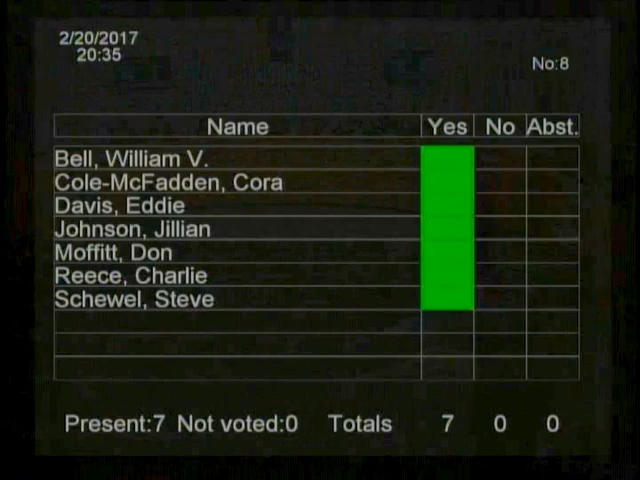 2/20/2017
20:35
No:8
Name Yes No Abst.
Bell, William V.
Cole-McFadden, Cora
Davis, Eddie
Johnson, Jillian
Moffitt, Don
Reece, Charlie
Schewel, Steve
Present:7 Not voted:0 Totals 7 0 0